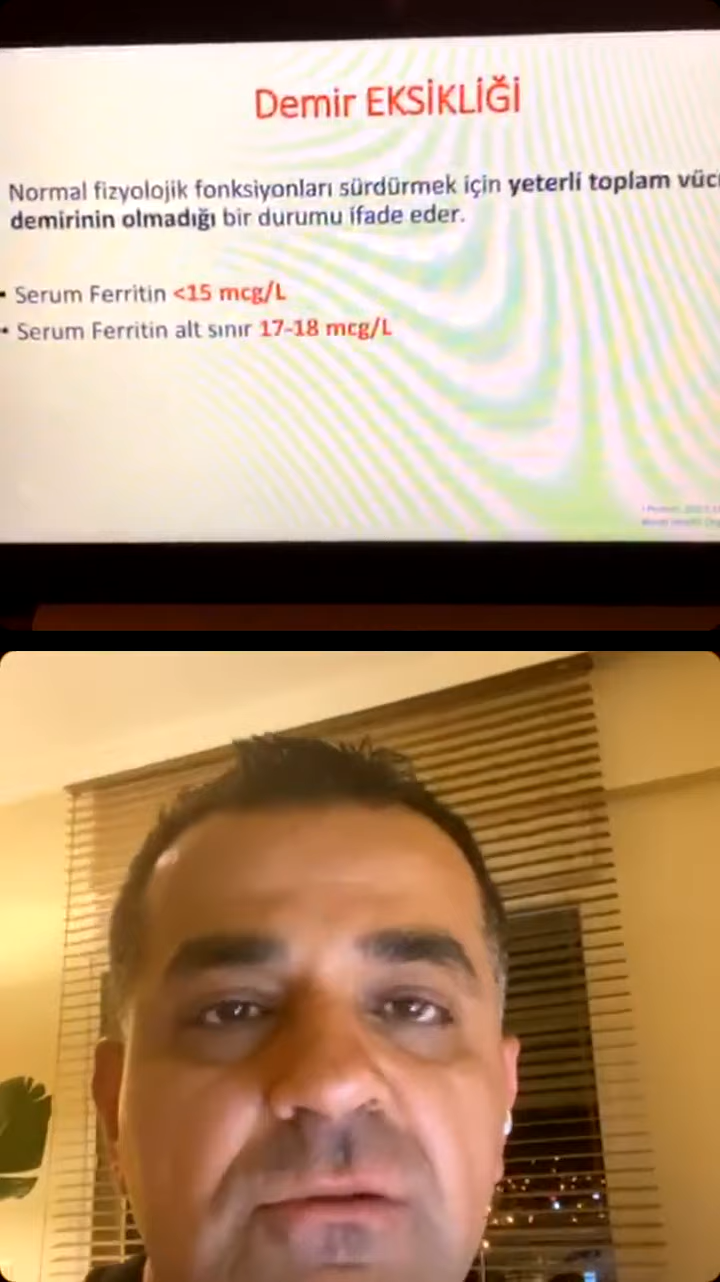 Demir EKSİKLİĞİ
Normal fizyolojik fonksiyonları sürdürmek için yeterli toplam vüc
demirinin olmadığı bir durumu ifade eder.
• Serum Ferritin <15 mcg/L
• Serum Ferritin alt sınır 17-18 mcg/L